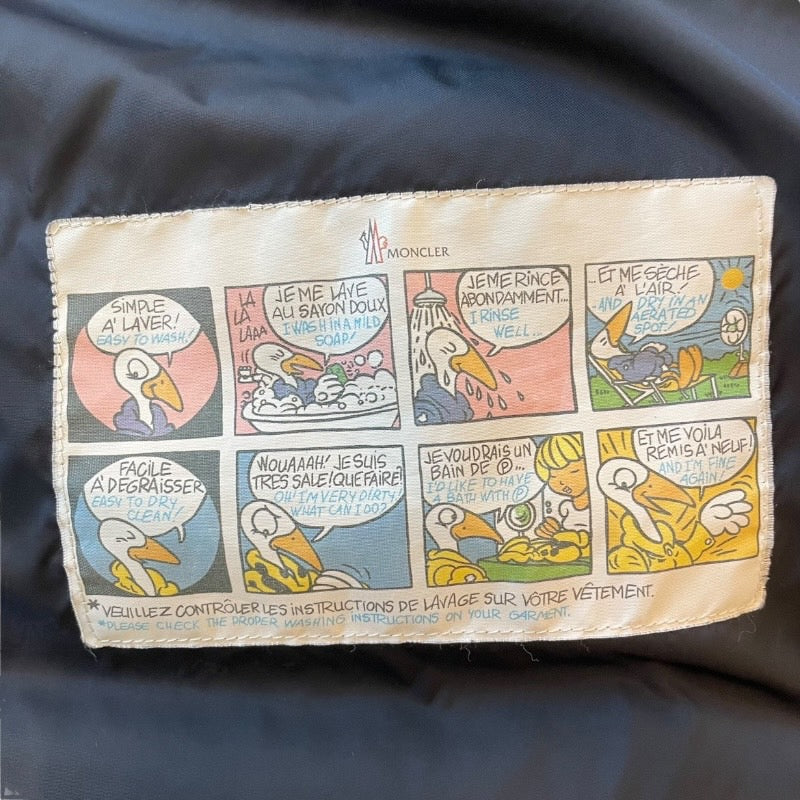 MONCLER
SIMPLE
A' LAVER!
EASY TO WASH!
LA
LA
LAAA
JE ME LAVE
AU SAYON DOUX
I WASH IN A MILD
SOAP!
JE ME RINCE
ABONDAMMENT...
I RINSE
WELL...
...ET ME SÈCHE
A' L'AIR!
AND I DRY IN AN
AERATED
SPOT!
FACILE
A' DÉGRAISSER
EASY TO DRY
CLEAN!
WOUAAAH! JE SUIS
TRES SALE! QUE FAIRE?
OH! I'M VERY DIRTY!
WHAT CAN I DO?
JE VOUDRAIS UN
BAIN DE Ⓟ...
I'D LIKE TO HAVE
A BATH WITH Ⓟ
ET ME VOILA
REMIS A' NEUF!
AND I'M FINE
AGAIN!
*VEUILLEZ CONTRÔLER LES INSTRUCTIONS DE LAVAGE SUR VÔTRE VÊTEMENT.
*PLEASE CHECK THE PROPER WASHING INSTRUCTIONS ON YOUR GARMENT.